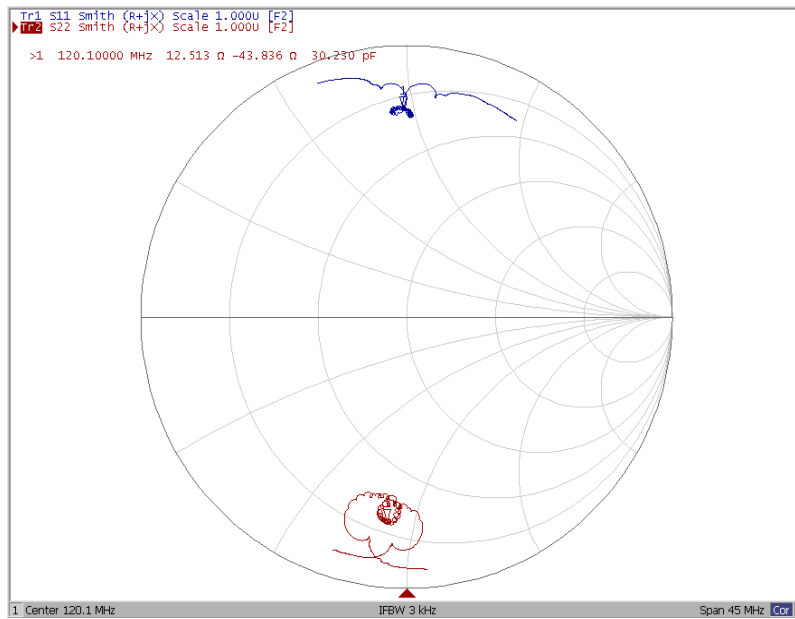 Tr1 S11 Smith (R+jX) Scale 1.000U [F2]
Tr2 S22 Smith (R+jX) Scale 1.000U [F2]
>1 120.10000 MHz 12.513 Ω -43.836 Ω 30.230 pF
1 Center 120.1 MHz IFBW 3 kHz Span 45 MHz Cor